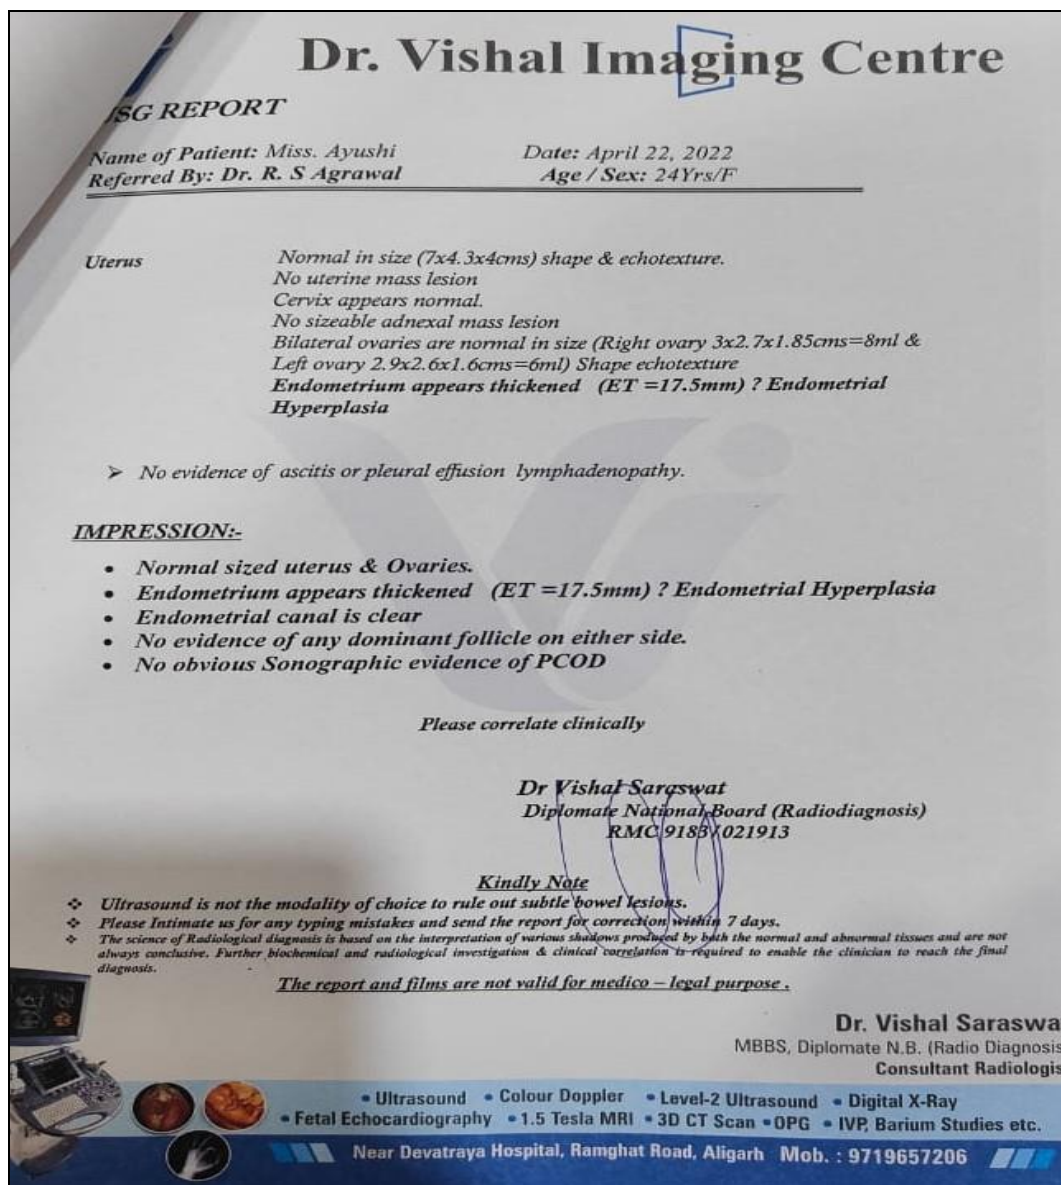 Dr. Vishal Imaging Centre
SG REPORT
Name of Patient: Miss. Ayushi Date: April 22, 2022
Referred By: Dr. R. S Agrawal Age / Sex: 24Yrs/F
Uterus Normal in size (7x4.3x4cms) shape & echotexture.
No uterine mass lesion
Cervix appears normal.
No sizeable adnexal mass lesion
Bilateral ovaries are normal in size (Right ovary 3x2.7x1.85cms=8ml &
Left ovary 2.9x2.6x1.6cms=6ml) Shape echotexture
Endometrium appears thickened (ET =17.5mm) ? Endometrial
Hyperplasia
➢ No evidence of ascitis or pleural effusion lymphadenopathy.
IMPRESSION:-
• Normal sized uterus & Ovaries.
• Endometrium appears thickened (ET =17.5mm) ? Endometrial Hyperplasia
• Endometrial canal is clear
• No evidence of any dominant follicle on either side.
• No obvious Sonographic evidence of PCOD
Please correlate clinically
Dr Vishal Saraswat
Diplomate National Board (Radiodiagnosis)
RMC 9183/021913
Kindly Note
❖ Ultrasound is not the modality of choice to rule out subtle bowel lesions.
❖ Please Intimate us for any typing mistakes and send the report for correction within 7 days.
❖ The science of Radiological diagnosis is based on the interpretation of various shadows produced by both the normal and abnormal tissues and are not
always conclusive. Further biochemical and radiological investigation & clinical correlation is required to enable the clinician to reach the final
diagnosis.
The report and films are not valid for medico – legal purpose .
Dr. Vishal Saraswa
MBBS, Diplomate N.B. (Radio Diagnosis
Consultant Radiologis
• Ultrasound • Colour Doppler • Level-2 Ultrasound • Digital X-Ray
• Fetal Echocardiography • 1.5 Tesla MRI • 3D CT Scan • OPG • IVP, Barium Studies etc.
Near Devatraya Hospital, Ramghat Road, Aligarh Mob. : 9719657206